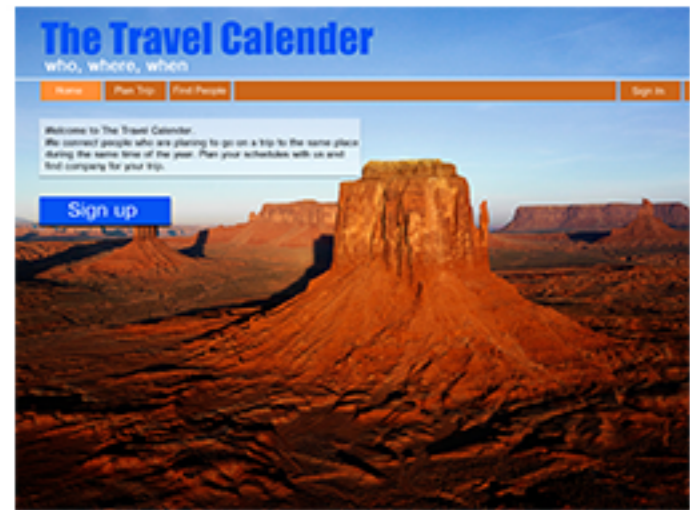 The Travel Calender
who, where, when
Home Plan Trip Find People Sign In
Welcome to The Travel Calender.
We connect people who are planing to go on a trip to the same place
during the same time of the year. Plan your schedules with us and
find company for your trip.
Sign up